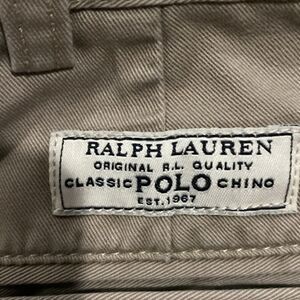 RALPH LAUREN
ORIGINAL R.L. QUALITY
CLASSIC POLO CHINO
EST. 1967